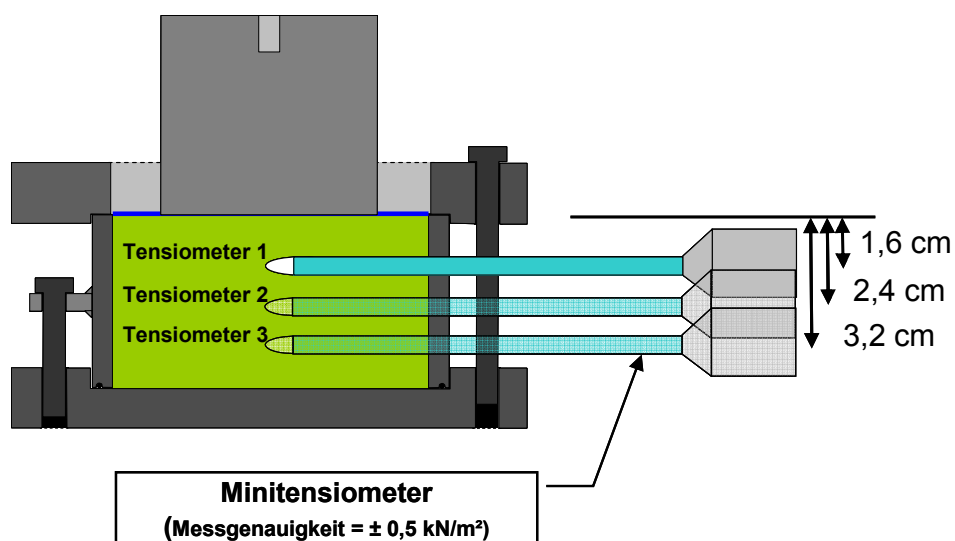 Tensiometer 1
Tensiometer 2
Tensiometer 3
1,6 cm
2,4 cm
3,2 cm
Minitensiometer
(Messgenauigkeit = ± 0,5 kN/m²)